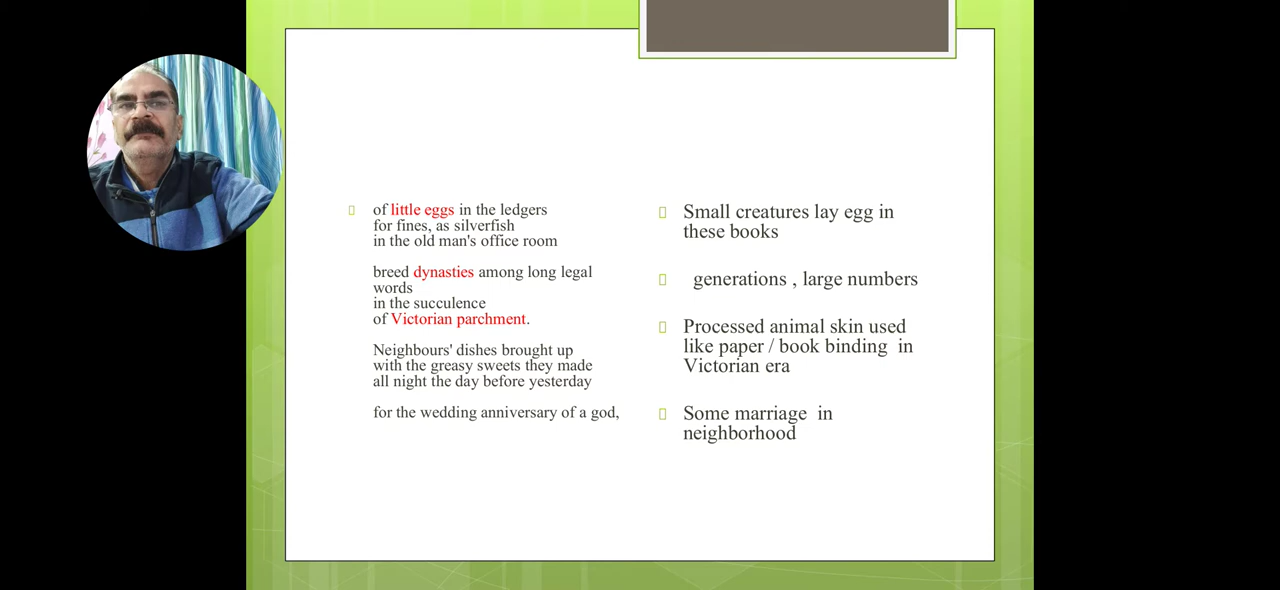 of little eggs in the ledgers
for fines, as silverfish
in the old man's office room
breed dynasties among long legal
words
in the succulence
of Victorian parchment.
Neighbours' dishes brought up
with the greasy sweets they made
all night the day before yesterday
for the wedding anniversary of a god,
Small creatures lay egg in
these books
generations , large numbers
Processed animal skin used
like paper / book binding in
Victorian era
Some marriage in
neighborhood